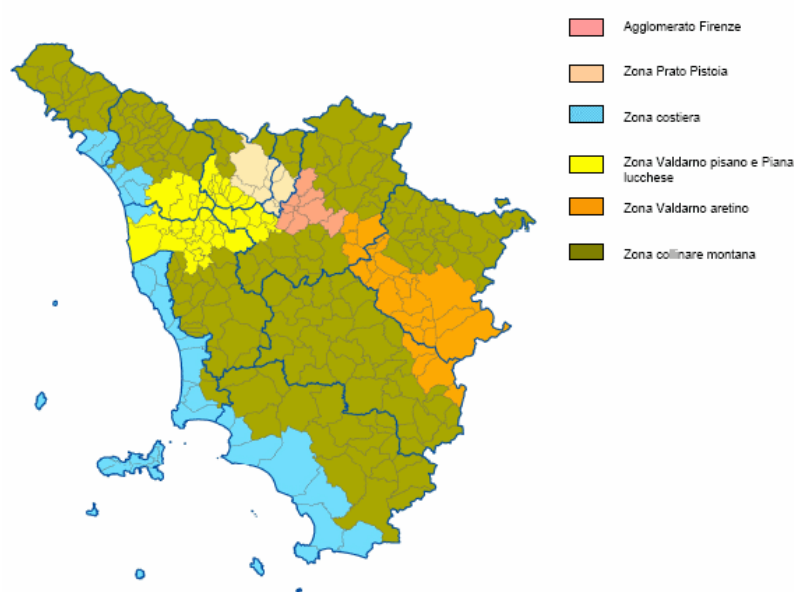 Agglomerato Firenze
Zona Prato Pistoia
Zona costiera
Zona Valdarno pisano e Piana
lucchese
Zona Valdarno aretino
Zona collinare montana